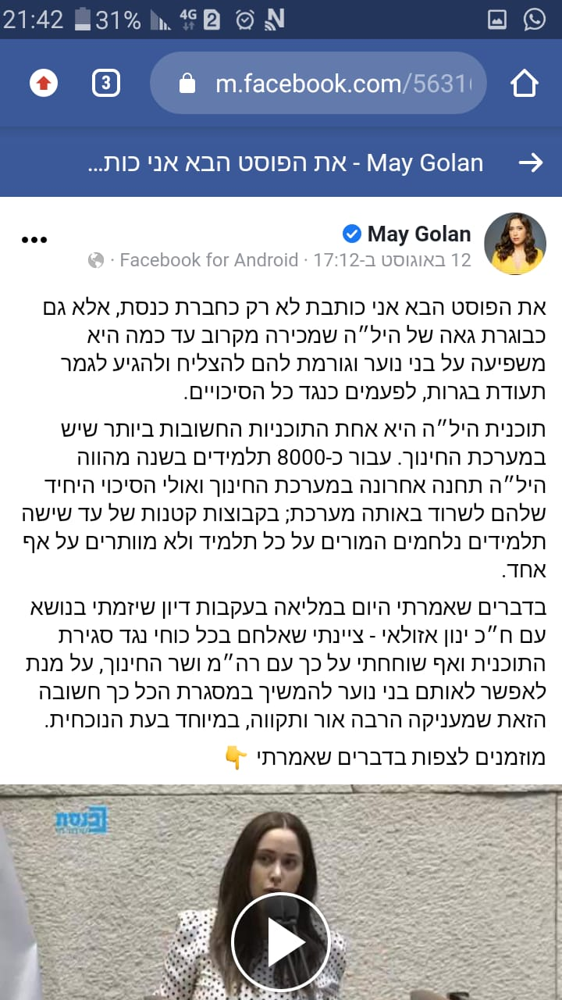 21:42 31% 4G 2
3 m.facebook.com/5631
May Golan - את הפוסט הבא אני כות...
May Golan
12 באוגוסט ב-17:12 · Facebook for Android ·
את הפוסט הבא אני כותבת לא רק כחברת כנסת, אלא גם
כבוגרת גאה של היל״ה שמכירה מקרוב עד כמה היא
משפיעה על בני נוער וגורמת להם להצליח ולהגיע לגמר
תעודת בגרות, לפעמים כנגד כל הסיכויים.
תוכנית היל״ה היא אחת התוכניות החשובות ביותר שיש
במערכת החינוך. עבור כ-8000 תלמידים בשנה מהווה
היל״ה תחנה אחרונה במערכת החינוך ואולי הסיכוי היחיד
שלהם לשרוד באותה מערכת; בקבוצות קטנות של עד שישה
תלמידים נלחמים המורים על כל תלמיד ולא מוותרים על אף
אחד.
בדברים שאמרתי היום במליאה בעקבות דיון שיזמתי בנושא
עם ח״כ ינון אזולאי - ציינתי שאלחם בכל כוחי נגד סגירת
התוכנית ואף שוחחתי על כך עם רה״מ ושר החינוך, על מנת
לאפשר לאותם בני נוער להמשיך במסגרת הכל כך חשובה
הזאת שמעניקה הרבה אור ותקווה, במיוחד בעת הנוכחית.
מוזמנים לצפות בדברים שאמרתי 👇
כנסת